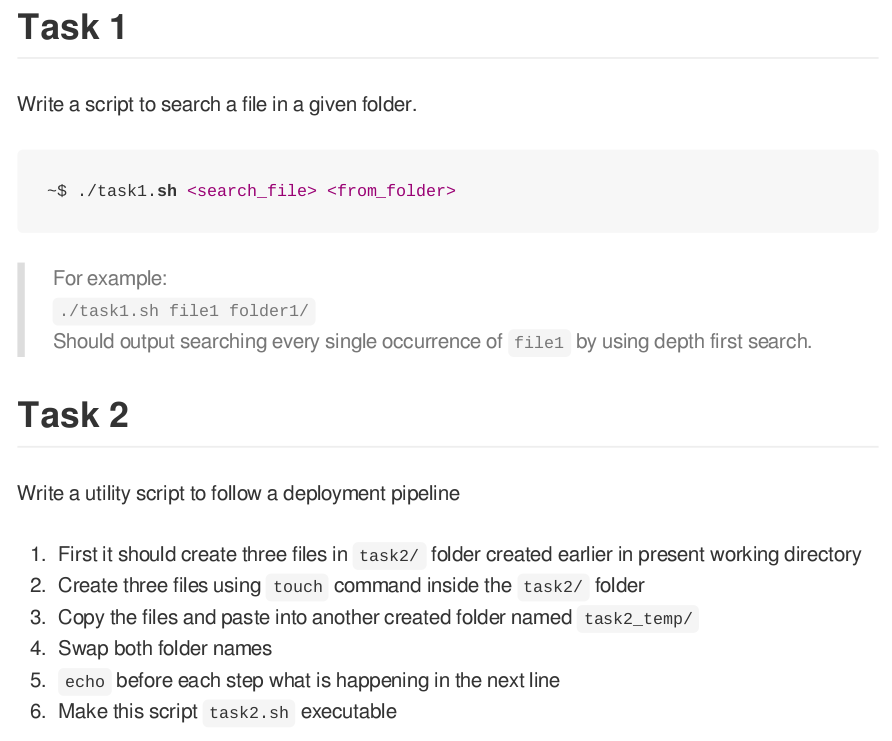 Task 1
Write a script to search a file in a given folder.
~$ ./task1.sh <search_file> <from_folder>
For example:
./task1.sh file1 folder1/
Should output searching every single occurrence of file1 by using depth first search.
Task 2
Write a utility script to follow a deployment pipeline
1. First it should create three files in task2/ folder created earlier in present working directory
2. Create three files using touch command inside the task2/ folder
3. Copy the files and paste into another created folder named task2_temp/
4. Swap both folder names
5. echo before each step what is happening in the next line
6. Make this script task2.sh executable